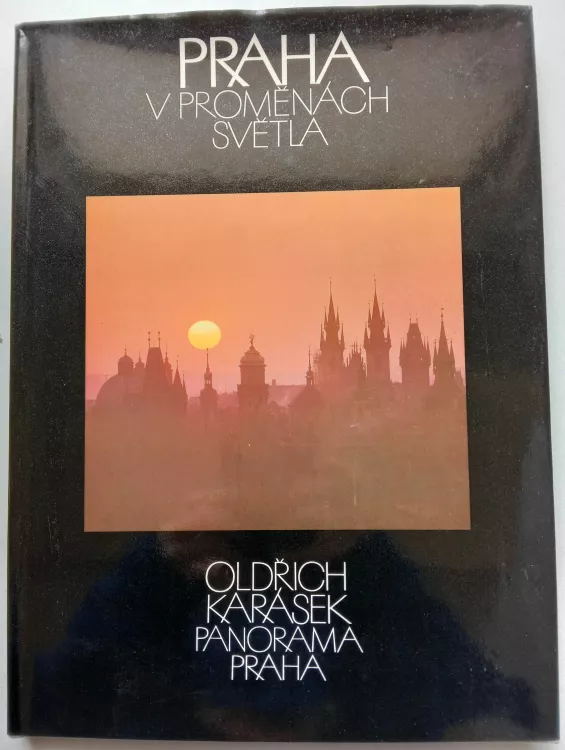 PRAHA
V PROMĚNÁCH
SVĚTLA
OLDŘICH
KARÁSEK
PANORAMA
PRAHA